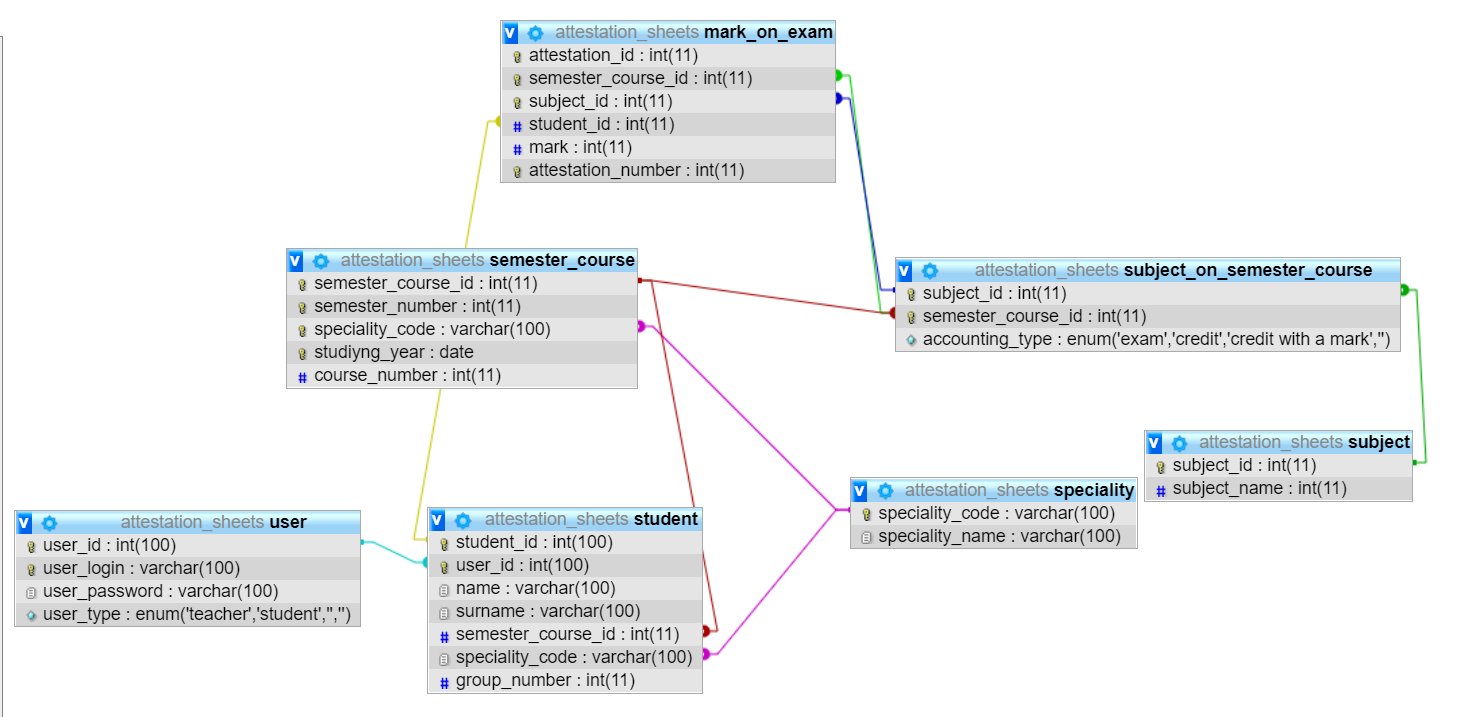 attestation_sheets mark_on_exam
attestation_id : int(11)
semester_course_id : int(11)
subject_id : int(11)
student_id : int(11)
mark : int(11)
attestation_number : int(11)
attestation_sheets semester_course
semester_course_id : int(11)
semester_number : int(11)
speciality_code : varchar(100)
studiyng_year : date
course_number : int(11)
attestation_sheets subject_on_semester_course
subject_id : int(11)
semester_course_id : int(11)
accounting_type : enum('exam','credit','credit with a mark','')
attestation_sheets subject
subject_id : int(11)
subject_name : int(11)
attestation_sheets speciality
speciality_code : varchar(100)
speciality_name : varchar(100)
attestation_sheets user
user_id : int(100)
user_login : varchar(100)
user_password : varchar(100)
user_type : enum('teacher','student','','')
attestation_sheets student
student_id : int(100)
user_id : int(100)
name : varchar(100)
surname : varchar(100)
semester_course_id : int(11)
speciality_code : varchar(100)
group_number : int(11)